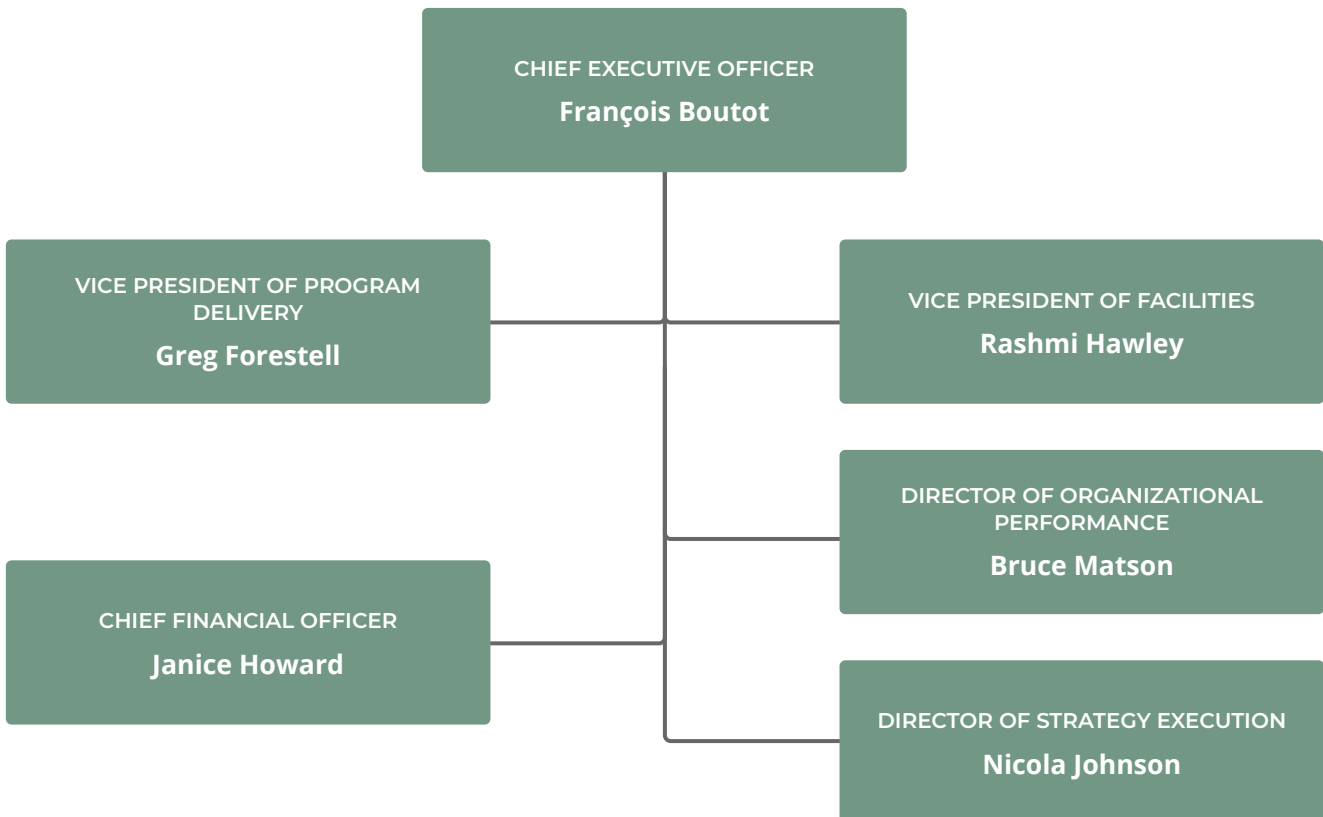 CHIEF EXECUTIVE OFFICER
François Boutot
VICE PRESIDENT OF PROGRAM
DELIVERY
Greg Forestell
VICE PRESIDENT OF FACILITIES
Rashmi Hawley
DIRECTOR OF ORGANIZATIONAL
PERFORMANCE
Bruce Matson
CHIEF FINANCIAL OFFICER
Janice Howard
DIRECTOR OF STRATEGY EXECUTION
Nicola Johnson